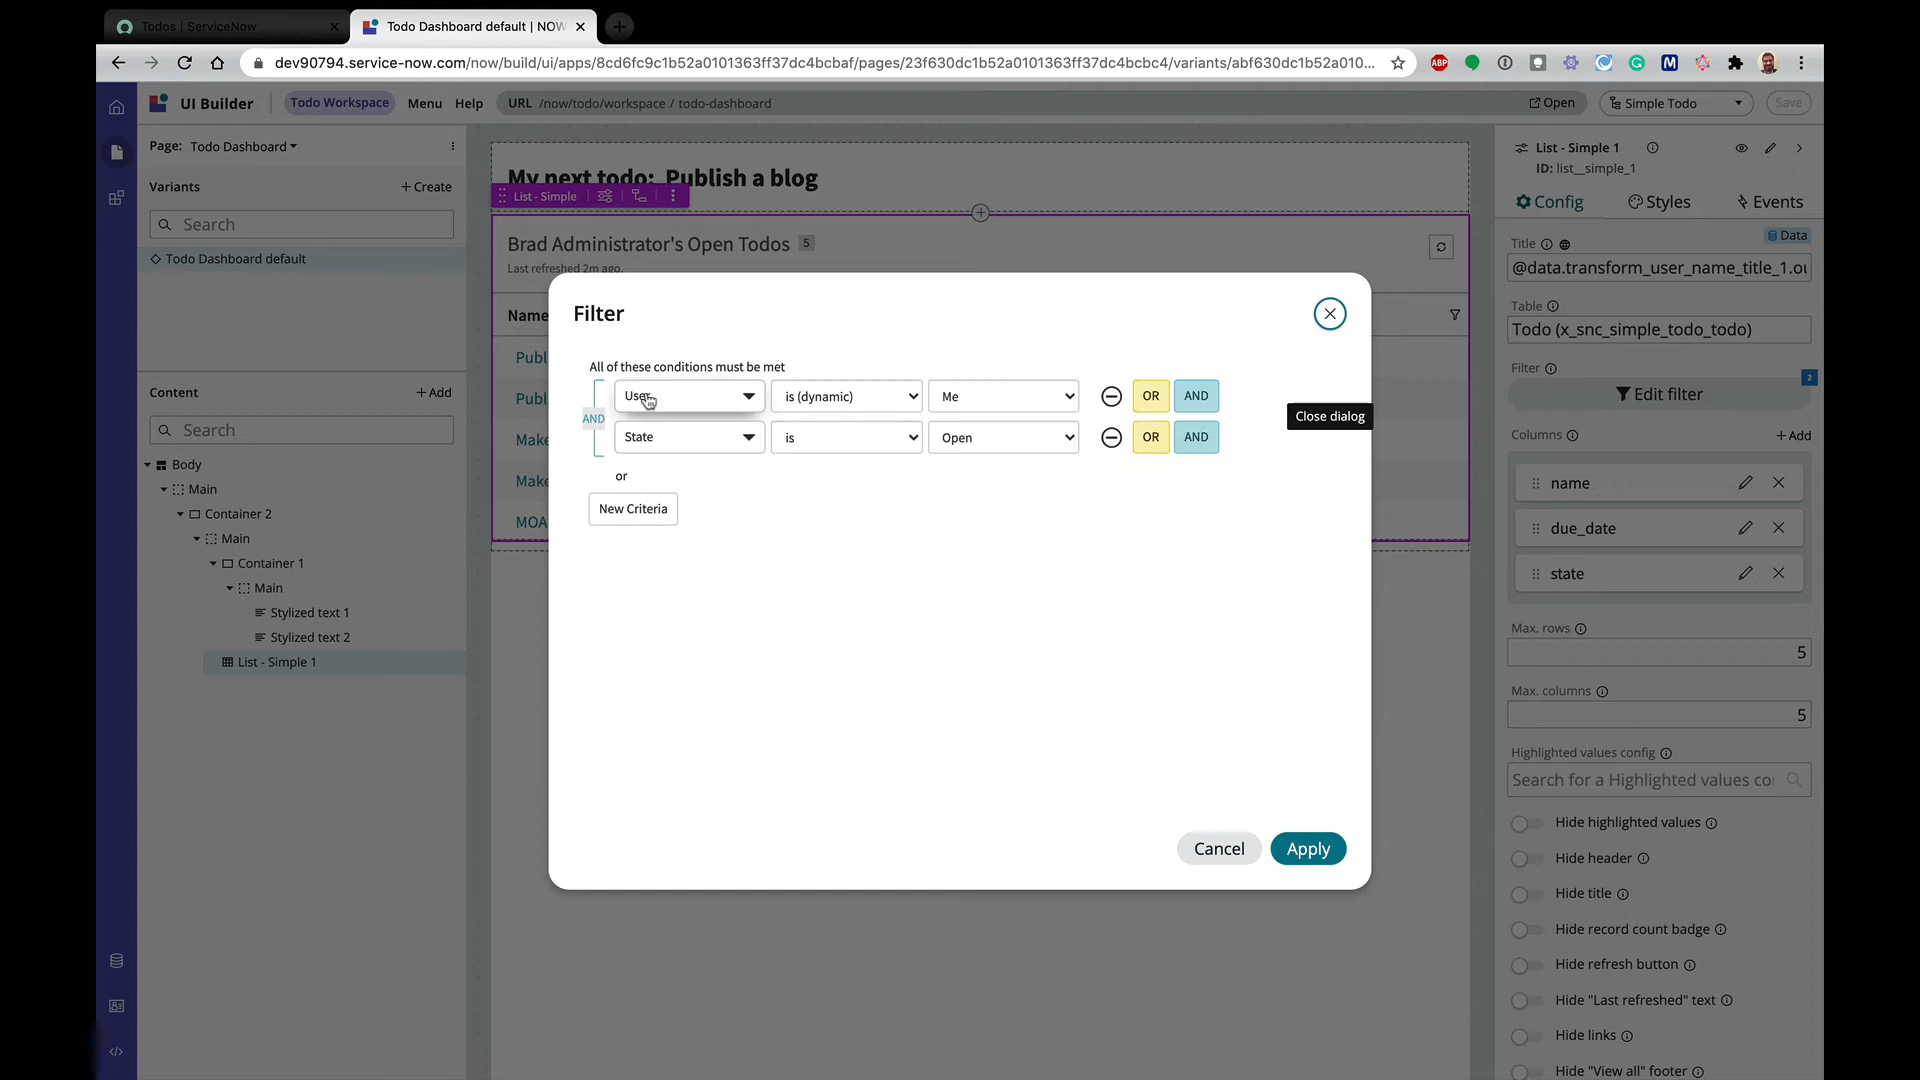 Todos | ServiceNow
Todo Dashboard default | NOW
dev90794.service-now.com/now/build/ui/apps/8cd6fc9c1b52a0101363ff37dc4bcbaf/pages/23f630dc1b52a0101363ff37dc4bcbc4/variants/abf630dc1b52a010...
ABP
UI Builder
Todo Workspace
Menu
Help
URL /now/todo/workspace / todo-dashboard
Open
Simple Todo
Save
Page: Todo Dashboard
Variants
+ Create
Search
Todo Dashboard default
Content
+ Add
Search
Body
Main
Container 2
Main
Container 1
Main
Stylized text 1
Stylized text 2
List - Simple 1
My next todo: Publish a blog
List - Simple
Brad Administrator's Open Todos 5
Last refreshed 2m ago.
Name
Publ
Publ
Make
Make
MOA
Filter
All of these conditions must be met
AND
User
is (dynamic)
Me
OR
AND
State
is
Open
OR
AND
or
New Criteria
Cancel
Apply
Close dialog
List - Simple 1
ID: list__simple_1
Config
Styles
Events
Title
Data
@data.transform_user_name_title_1.ou
Table
Todo (x_snc_simple_todo_todo)
Filter
2
Edit filter
Columns
+ Add
name
due_date
state
Max. rows
5
Max. columns
5
Highlighted values config
Search for a Highlighted values co
Hide highlighted values
Hide header
Hide title
Hide record count badge
Hide refresh button
Hide "Last refreshed" text
Hide links
Hide "View all" footer